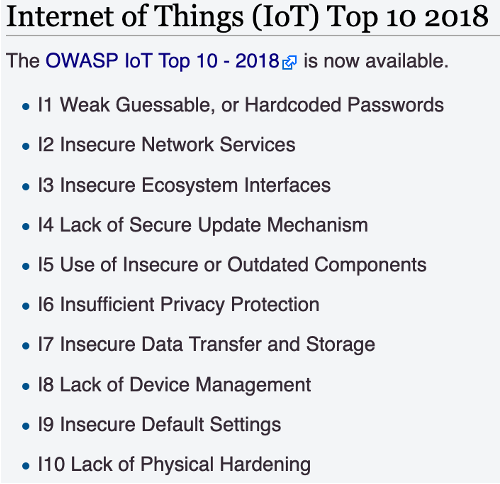 Internet of Things (IoT) Top 10 2018
The OWASP IoT Top 10 - 2018 is now available.
• I1 Weak Guessable, or Hardcoded Passwords
• I2 Insecure Network Services
• I3 Insecure Ecosystem Interfaces
• I4 Lack of Secure Update Mechanism
• I5 Use of Insecure or Outdated Components
• I6 Insufficient Privacy Protection
• I7 Insecure Data Transfer and Storage
• I8 Lack of Device Management
• I9 Insecure Default Settings
• I10 Lack of Physical Hardening